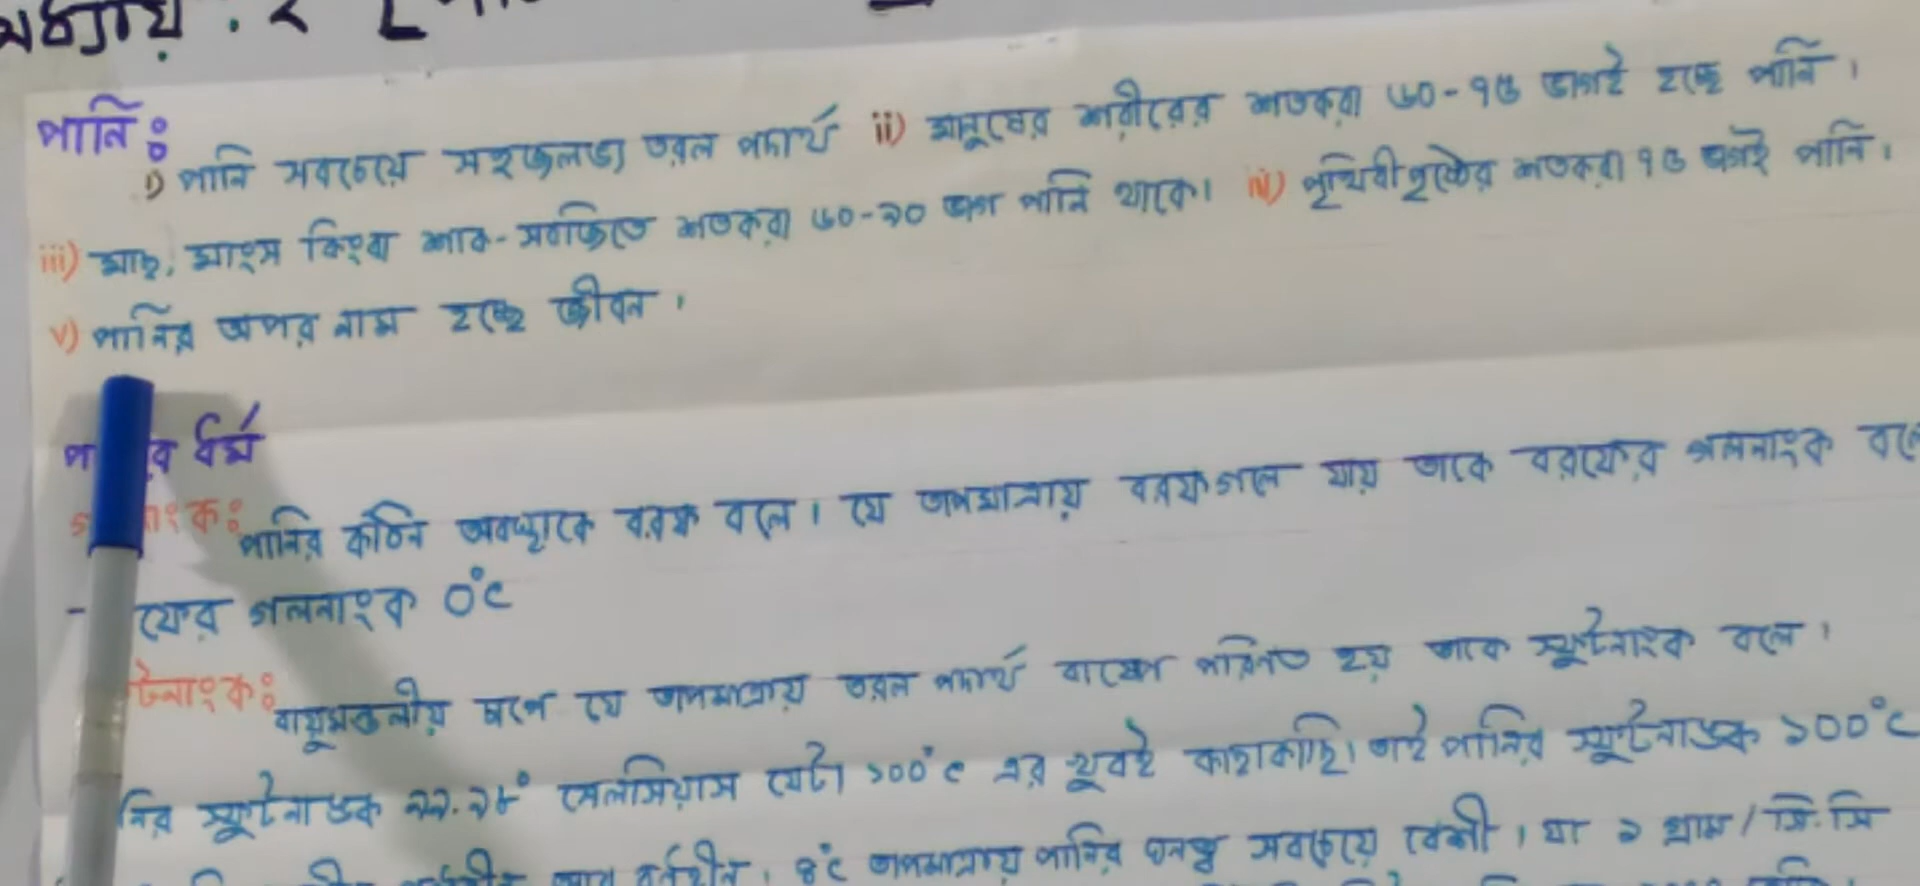 অধ্যায় . ২
পানি ঃ
i) পানি সবচেয়ে সহজলভ্য তরল পদার্থ ii) মানুষের শরীরের শতকরা ৬০-৭৫ ভাগই হচ্ছে পানি ।
iii) মাছ, মাংস কিংবা শাক-সবজিতে শতকরা ৬০-৯০ ভাগ পানি থাকে। iv) পৃথিবীপৃষ্ঠের শতকরা ৭৫ ভাগই পানি ।
v) পানির অপর নাম হচ্ছে জীবন ।
ধর্ম
পানির কঠিন অবস্থাকে বরফ বলে । যে তাপমাত্রায় বরফ গলে যায় তাকে বরফের গলনাংক বলে
ফের গলনাংক 0°C
টনাংক ঃ
বায়ুমন্ডলীয় চাপে যে তাপমাত্রায় তরল পদার্থ বাষ্পে পরিনত হয় তাকে স্ফুটনাংক বলে ।
নির স্ফুটনাঙ্ক ৯৯.৯৮° সেলসিয়াস যেটা ১০০°C এর খুবই কাছাকাছি। তাই পানির স্ফুটনাঙ্ক ১০০°C
৪°C তাপমাত্রায় পানির ঘনত্ব সবচেয়ে বেশী । যা ১ গ্রাম / সি.সি